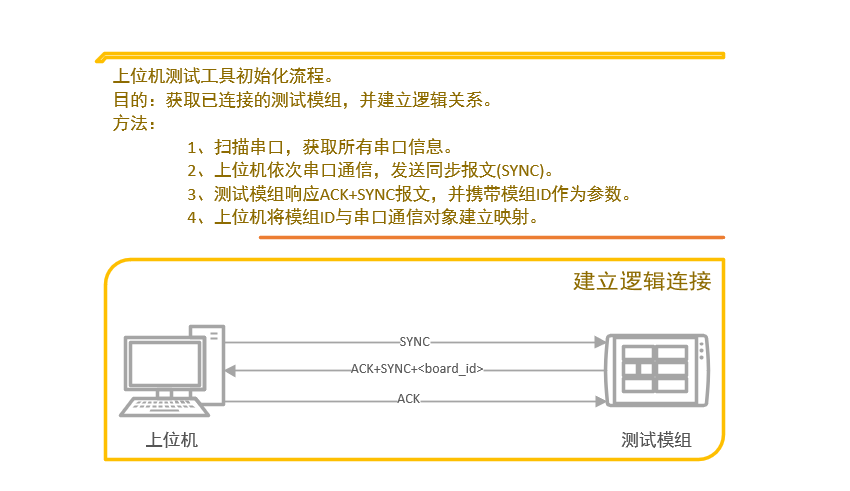 上位机测试工具初始化流程。
目的：获取已连接的测试模组，并建立逻辑关系。
方法：
1、扫描串口，获取所有串口信息。
2、上位机依次串口通信，发送同步报文(SYNC)。
3、测试模组响应ACK+SYNC报文，并携带模组ID作为参数。
4、上位机将模组ID与串口通信对象建立映射。
建立逻辑连接
SYNC
ACK+SYNC+<board_id>
ACK
上位机
测试模组